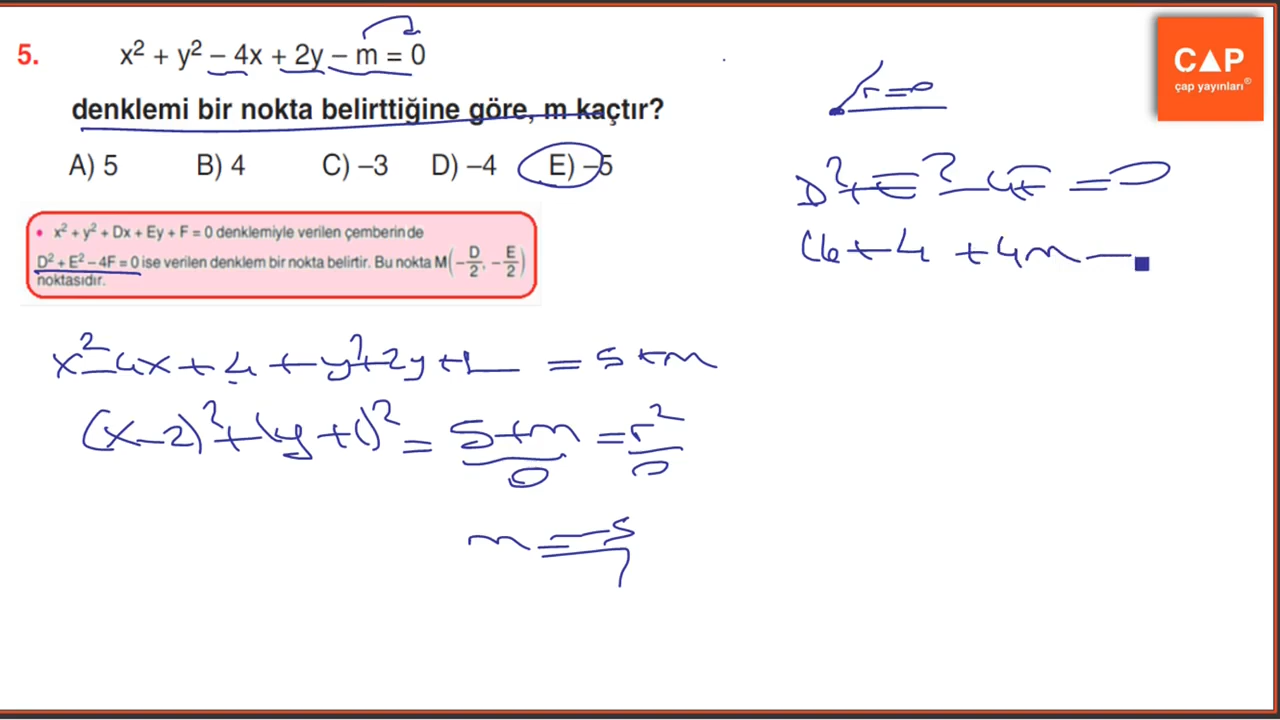 5. x² + y² – 4x + 2y – m = 0
denklemi bir nokta belirttiğine göre, m kaçtır?
A) 5 B) 4 C) –3 D) –4 E) –5
• x² + y² + Dx + Ey + F = 0 denklemiyle verilen çemberinde
D² + E² – 4F = 0 ise verilen denklem bir nokta belirtir. Bu nokta M(–D/2, –E/2)
noktasıdır.
x² – 4x + 4 + y² + 2y + 1 = 5 + m
(x – 2)² + (y + 1)² = 5 + m = r²
0 0
m = –5
ÇAP
çap yayınları®
r = 0
D² + E² – 4F = 0
16 + 4 + 4m =